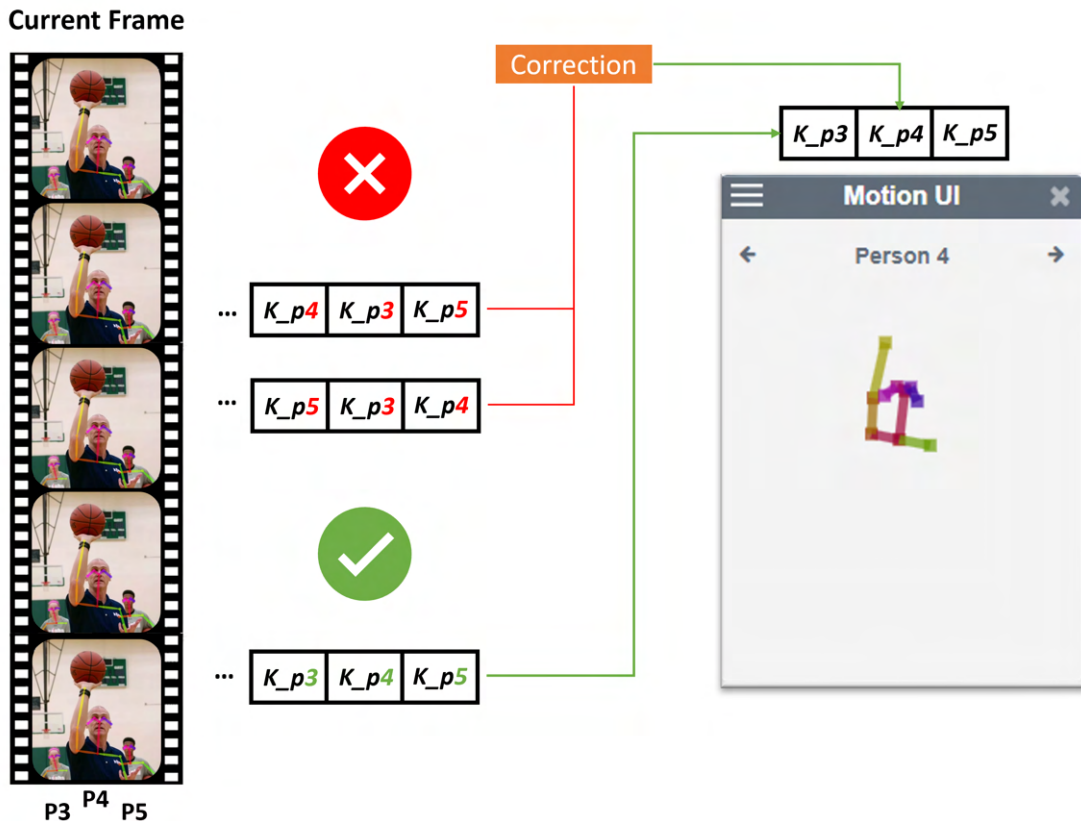 Current Frame
Correction
K_p3 K_p4 K_p5
Motion UI
Person 4
... K_p4 K_p3 K_p5
... K_p5 K_p3 K_p4
... K_p3 K_p4 K_p5
P3 P4 P5